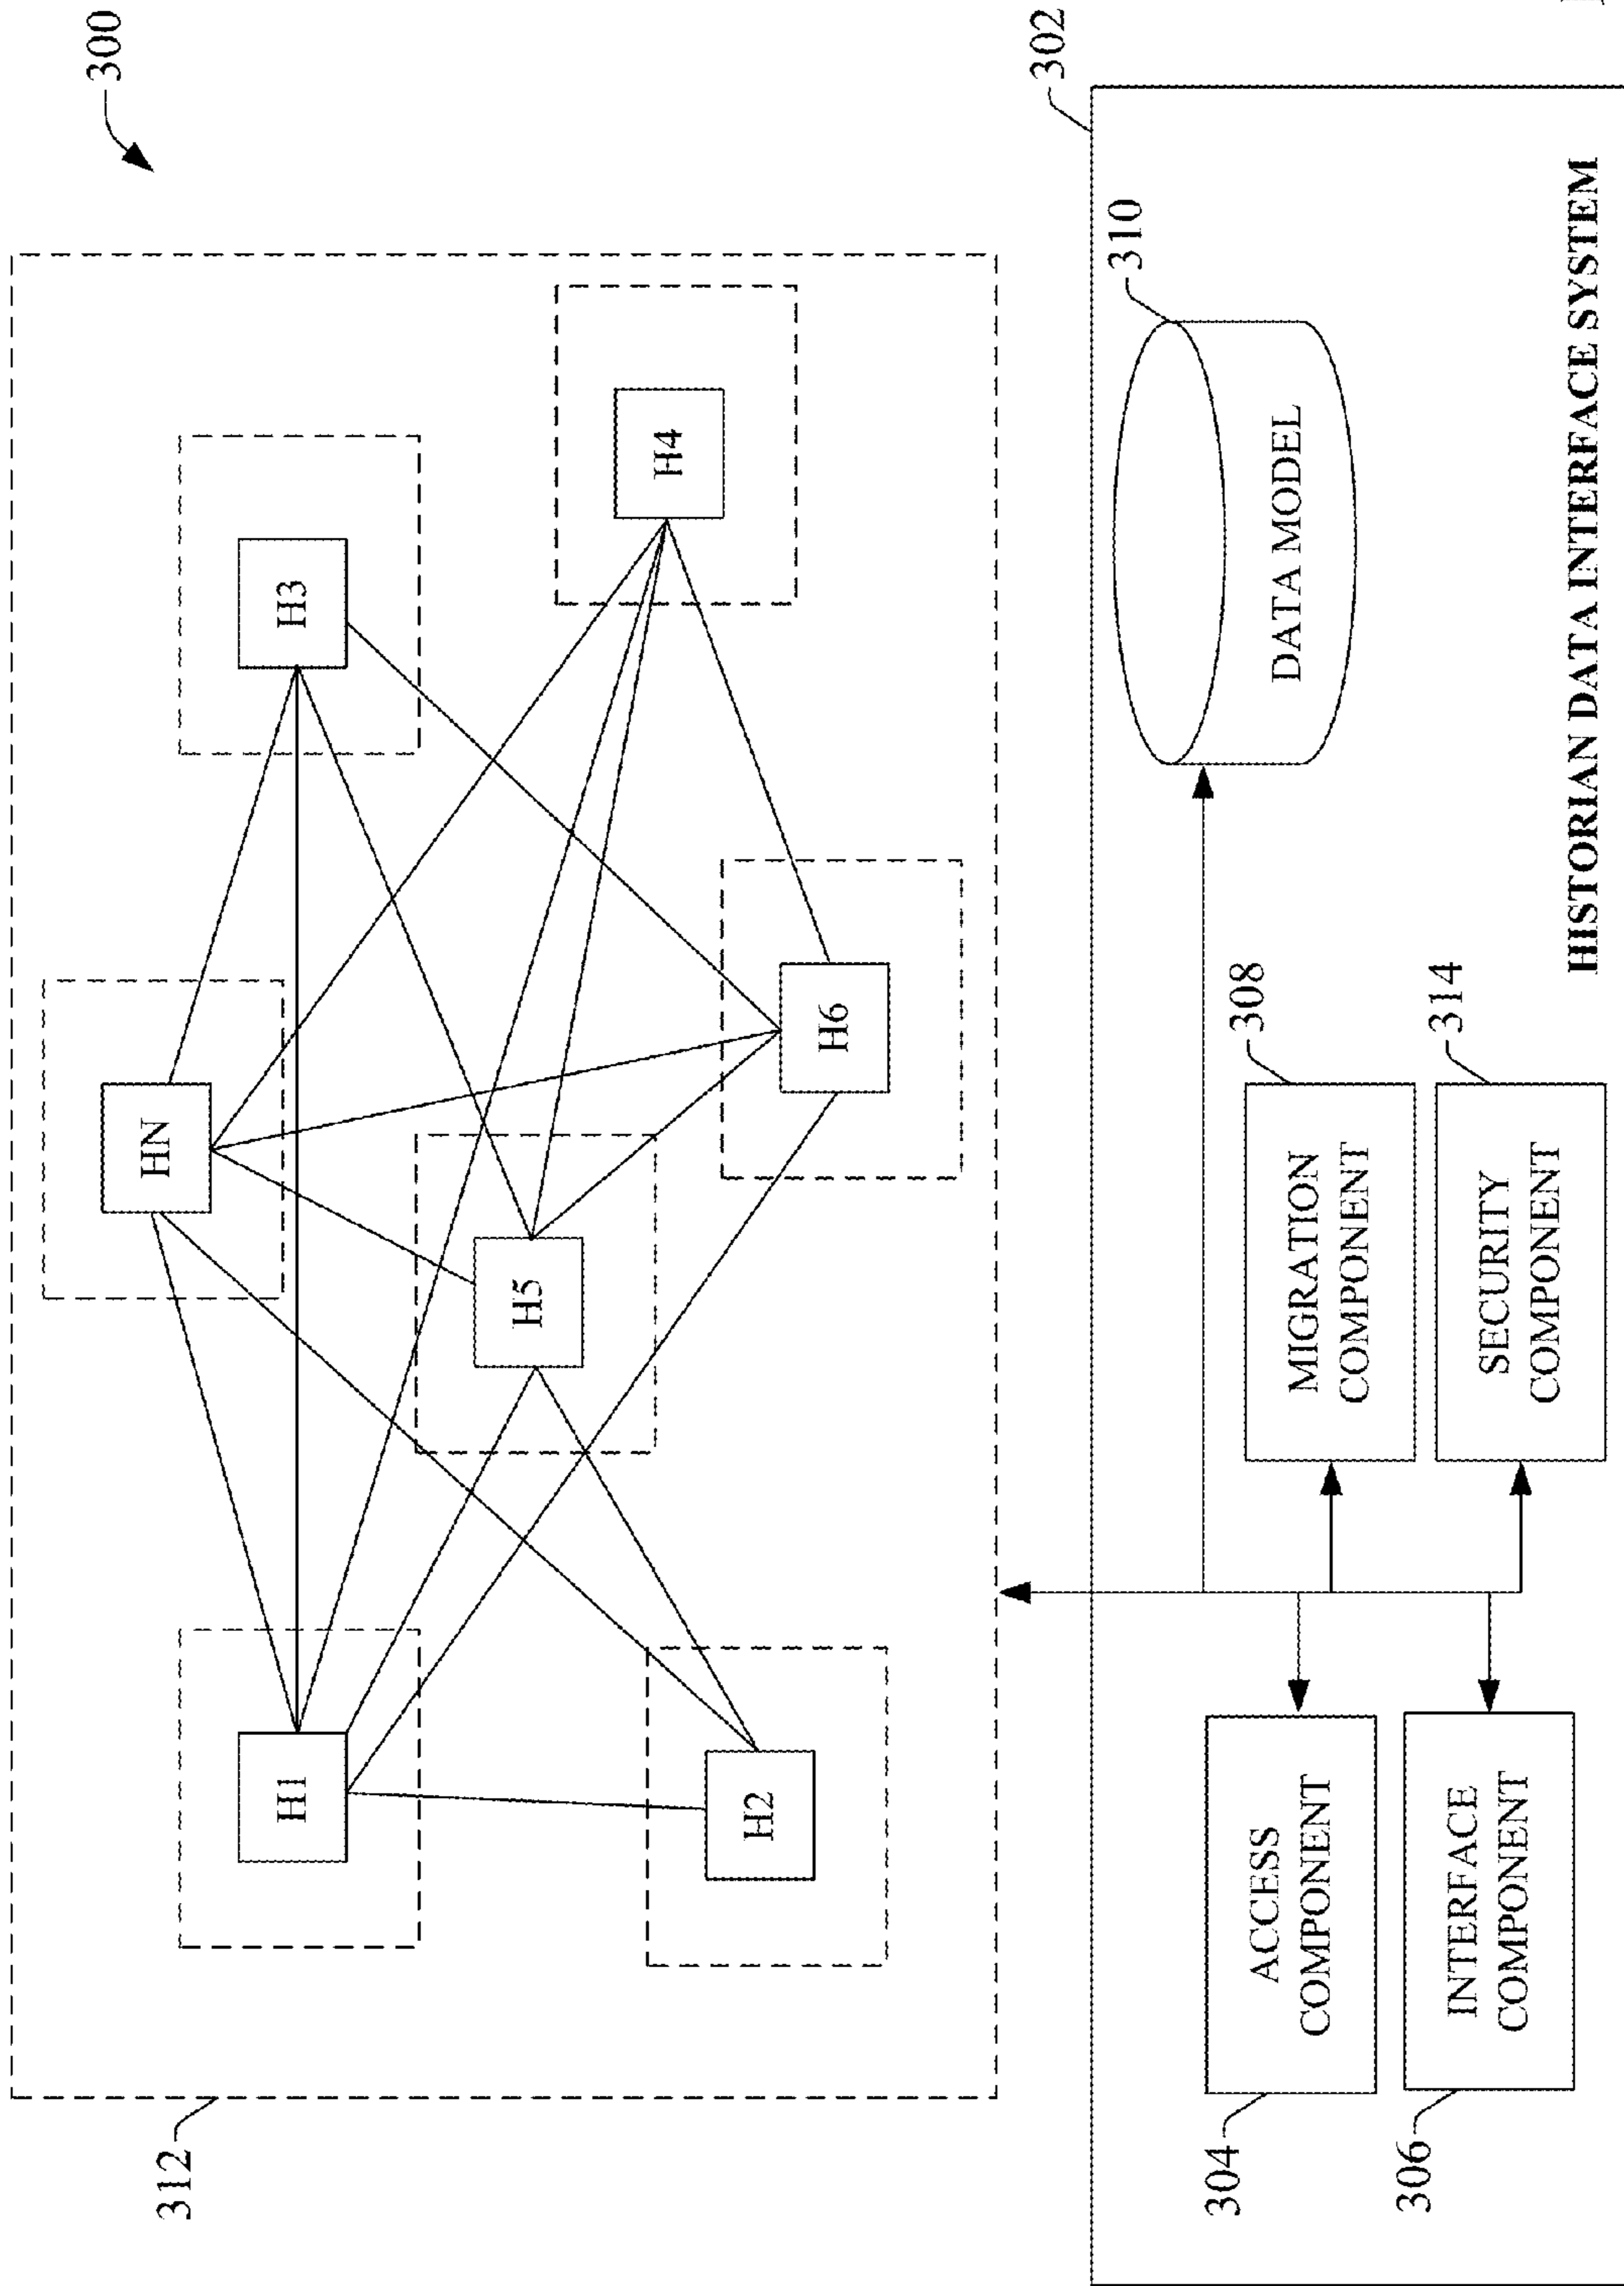 300
312
HN
H1
H3
H5
H4
H2
H6
302
304
ACCESS
COMPONENT
306
INTERFACE
COMPONENT
MIGRATION
COMPONENT
308
SECURITY
COMPONENT
314
310
DATA MODEL
HISTORIAN DATA INTERFACE SYSTEM